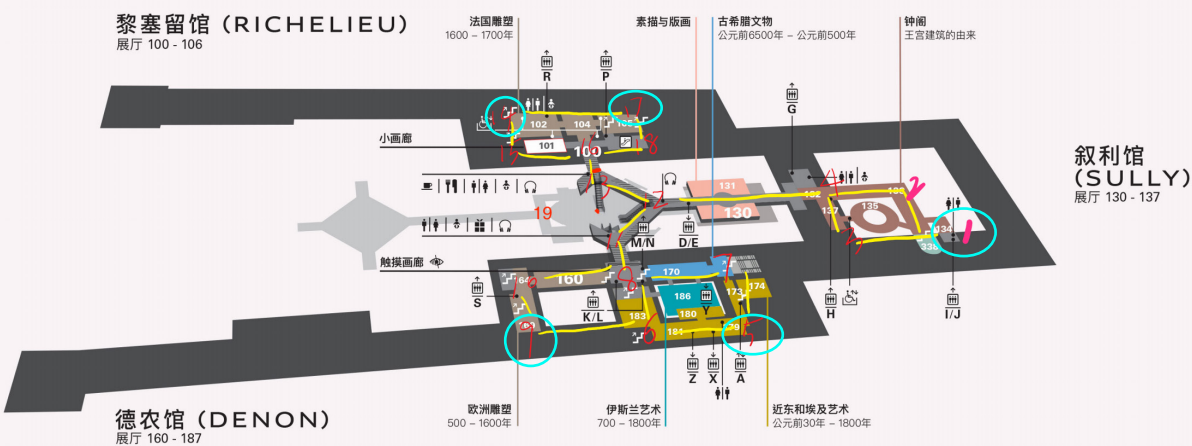 黎塞留馆 (RICHELIEU)
展厅 100 - 106
法国雕塑
1600 - 1700年
素描与版画
古希腊文物
公元前6500年 – 公元前500年
钟阁
王宫建筑的由来
R
P
G
102
104
105
101
100
小画廊
18
131
130
137
135
134
338
叙利馆
(SULLY)
展厅 130 - 137
19
M/N
D/E
H
I/J
触摸画廊
164
160
170
186
180
173
174
183
181
179
S
K/L
Y
Z
X
A
欧洲雕塑
500 – 1600年
伊斯兰艺术
700 - 1800年
近东和埃及艺术
公元前30年 – 1800年
德农馆 (DENON)
展厅 160 - 187